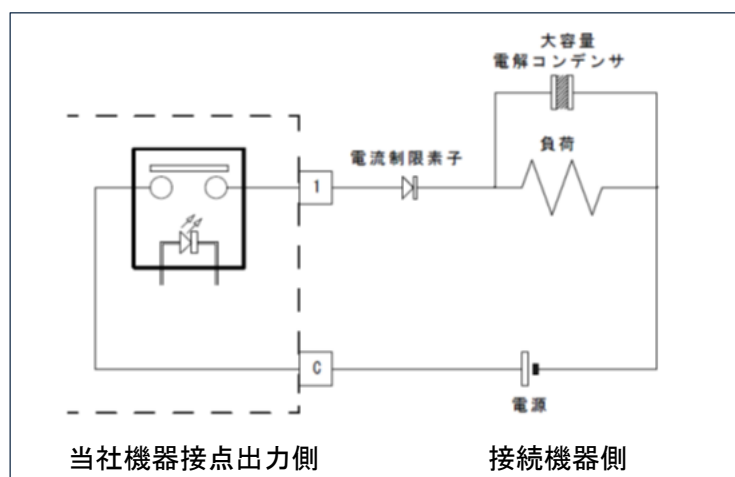 大容量
電解コンデンサ
電流制限素子
負荷
1
C
電源
当社機器接点出力側
接続機器側